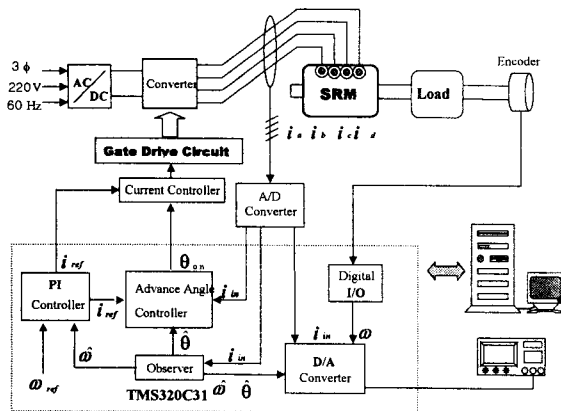 3 ϕ
220 V
60 Hz
AC
DC
Converter
SRM
Load
Encoder
i a i b i c i d
Gate Drive Circuit
Current Controller
A/D
Converter
i ref
θ on
PI
Controller
i ref
Advance Angle
Controller
i in
Digital
I/O
ω̂
θ̂
i in
i in
ω
ω ref
Observer
ω̂ θ̂
D/A
Converter
TMS320C31